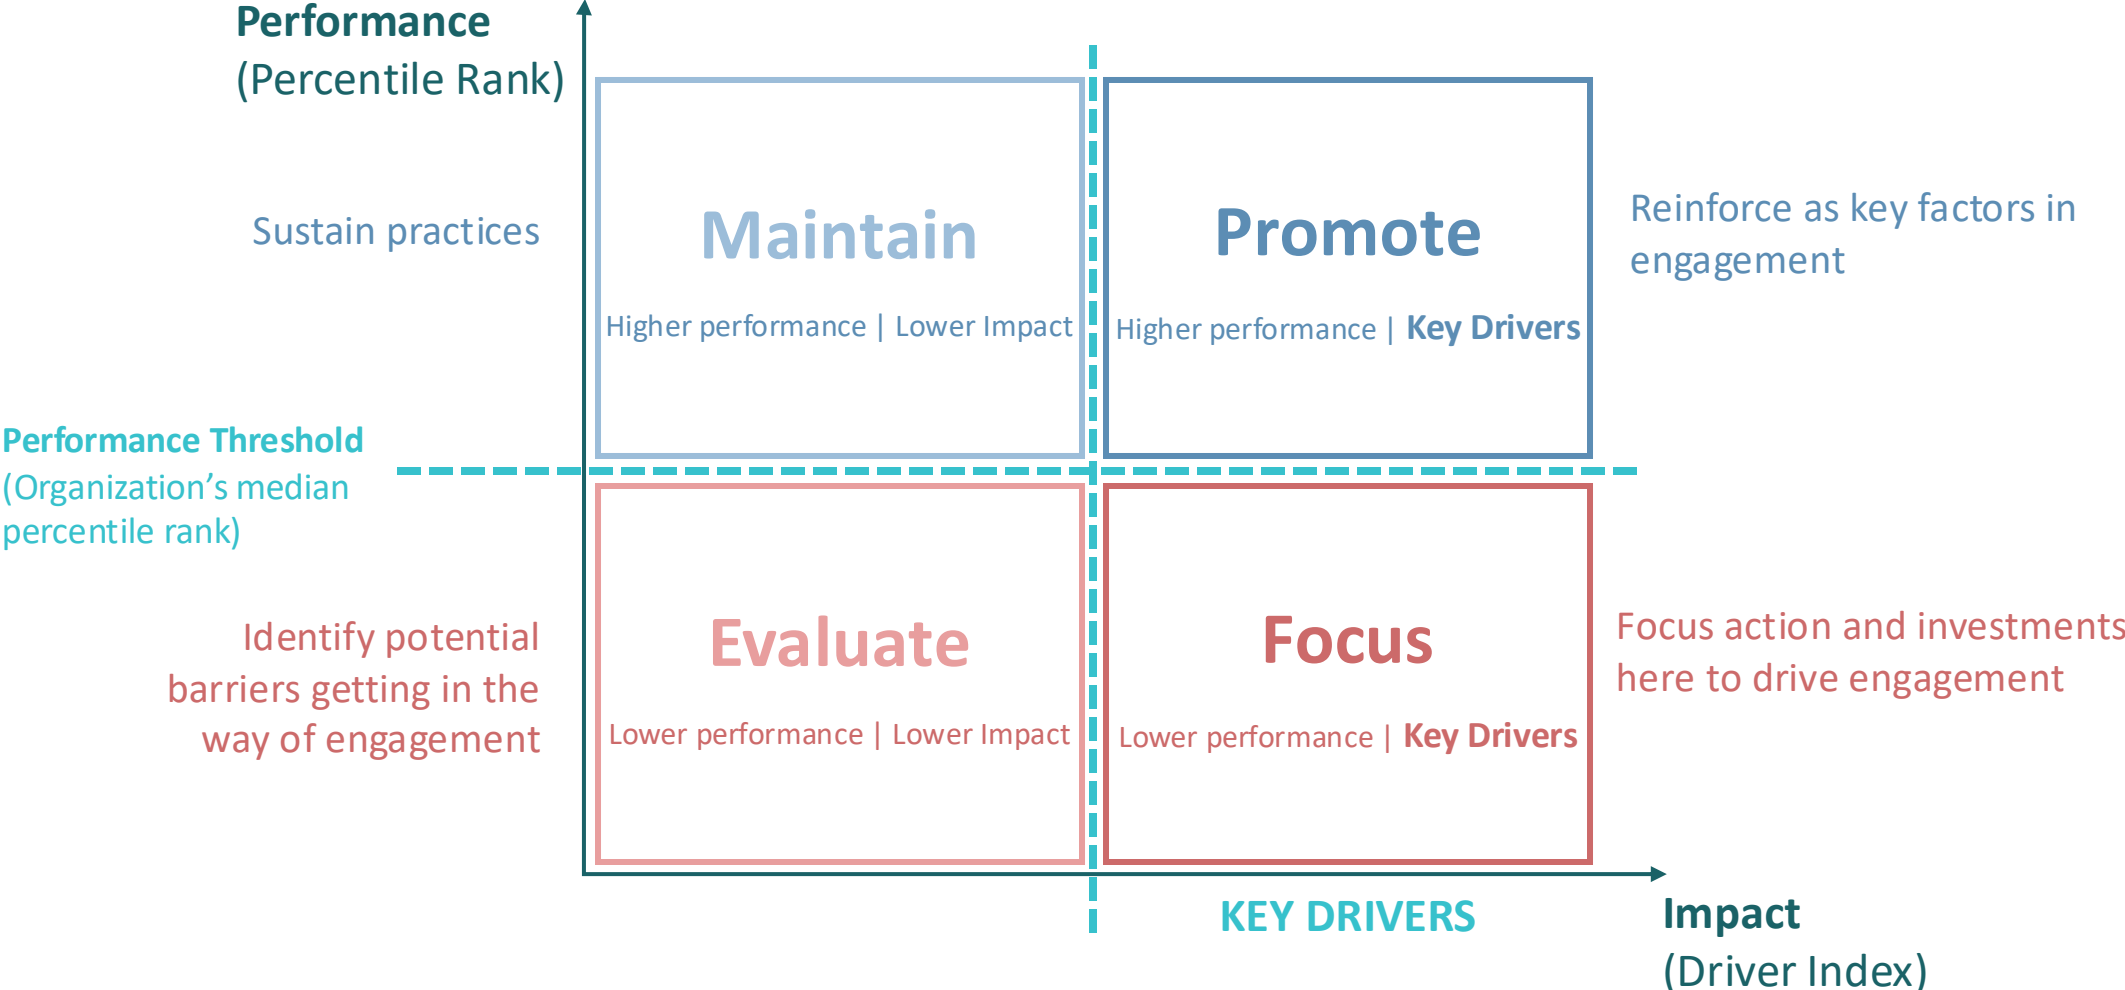 Performance
(Percentile Rank)
Sustain practices
Maintain
Higher performance | Lower Impact
Promote
Higher performance | Key Drivers
Reinforce as key factors in
engagement
Performance Threshold
(Organization’s median
percentile rank)
Identify potential
barriers getting in the
way of engagement
Evaluate
Lower performance | Lower Impact
Focus
Lower performance | Key Drivers
Focus action and investments
here to drive engagement
KEY DRIVERS
Impact
(Driver Index)